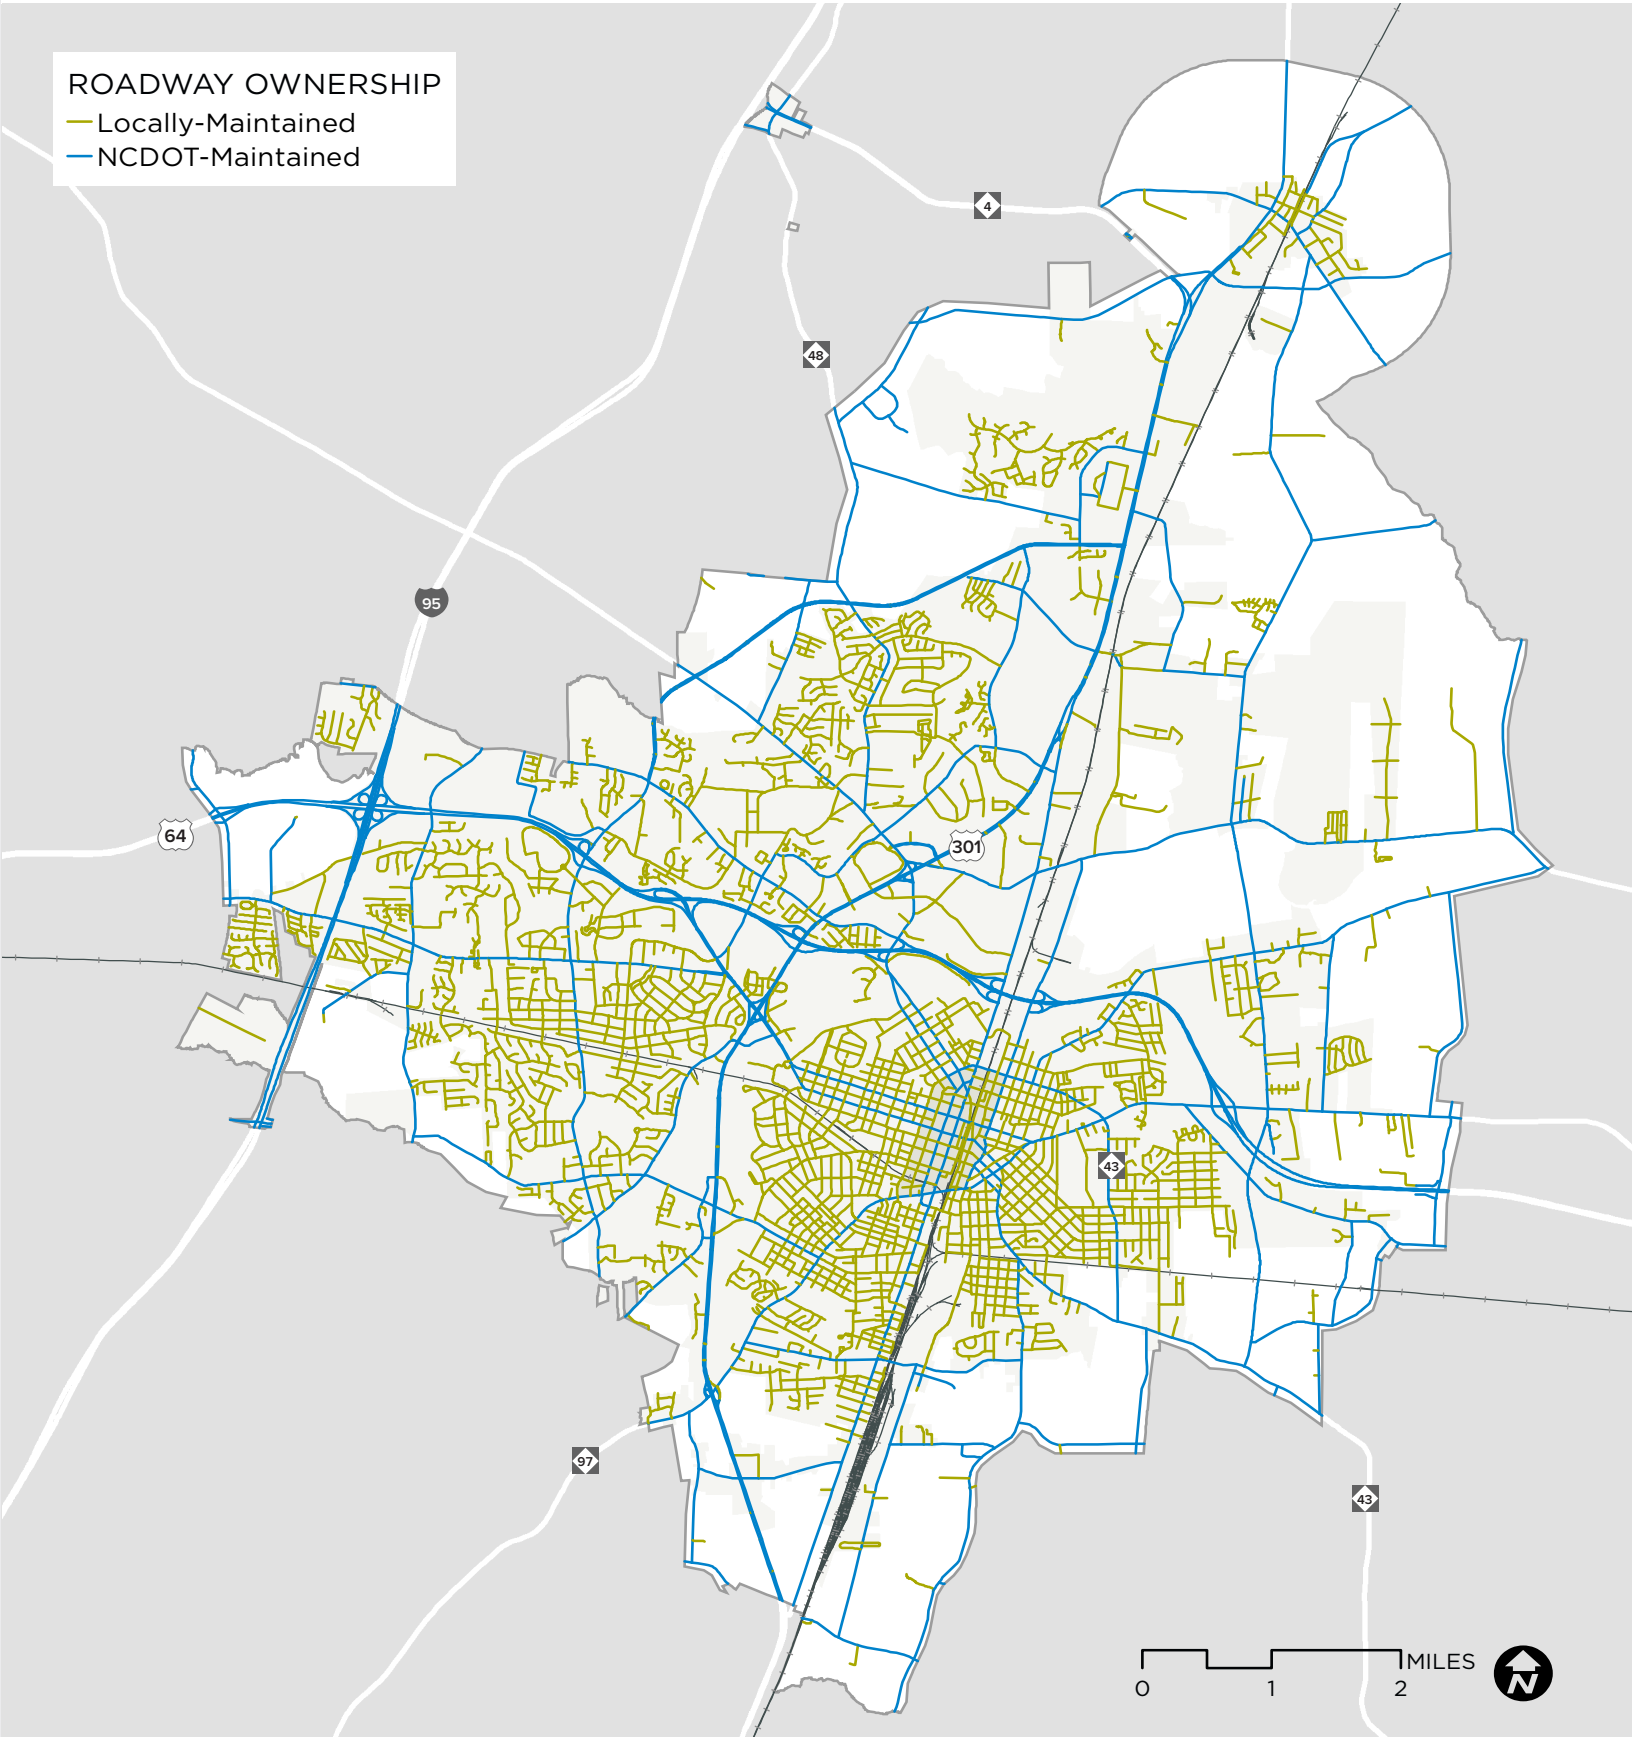 ROADWAY OWNERSHIP
Locally-Maintained
NCDOT-Maintained
4
48
95
64
301
43
97
43
MILES
0 1 2
N